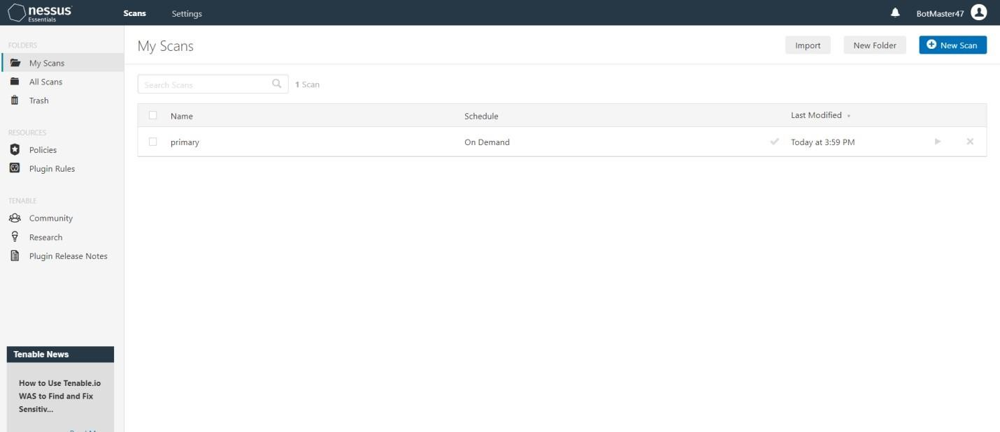 nessus
Essentials
Scans
Settings
BotMaster47
FOLDERS
My Scans
All Scans
Trash
RESOURCES
Policies
Plugin Rules
TENABLE
Community
Research
Plugin Release Notes
Tenable News
How to Use Tenable.io
WAS to Find and Fix
Sensitiv...
My Scans
Import
New Folder
New Scan
Search Scans
1 Scan
Name
Schedule
Last Modified
primary
On Demand
Today at 3:59 PM